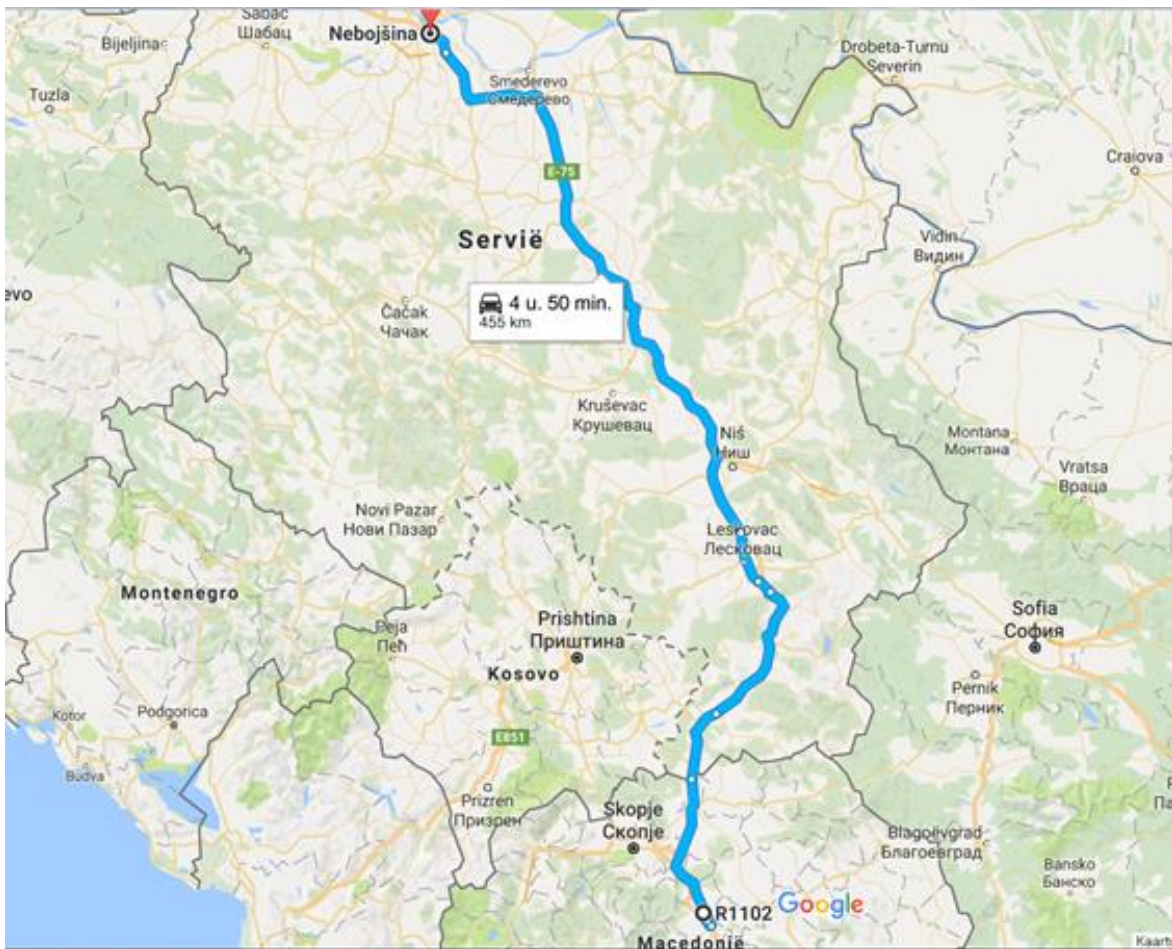 Šabac
Шабац
Nebojšina
Bijeljina
Drobeta-Turnu
Severin
Tuzla
Smederevo
Смедерево
Craiova
E-75
Servië
Vidin
Видин
evo
4 u. 50 min.
455 km
Čačak
Чачак
Kruševac
Крушевац
Niš
Ниш
Montana
Монтана
Vratsa
Враца
Novi Pazar
Нови Пазар
Leskovac
Лесковац
Montenegro
Prishtina
Приштина
Sofia
София
Peja
Пећ
Kosovo
Pernik
Перник
Kotor
Podgorica
E851
Budva
Prizren
Призрен
Skopje
Скопје
Blagoëvgrad
Благоевград
Bansko
Банско
R1102
Google
Macedonië
Kaart